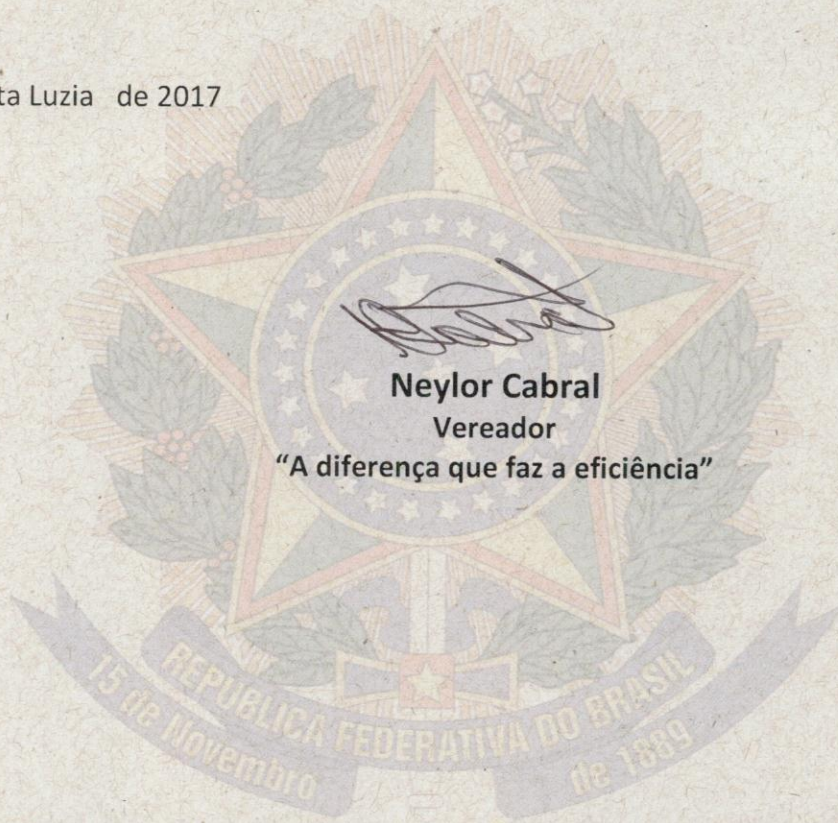 ta Luzia de 2017
Neylor Cabral
Vereador
“A diferença que faz a eficiência”
REPUBLICA FEDERATIVA DO BRASIL
15 de Novembro
de 1889